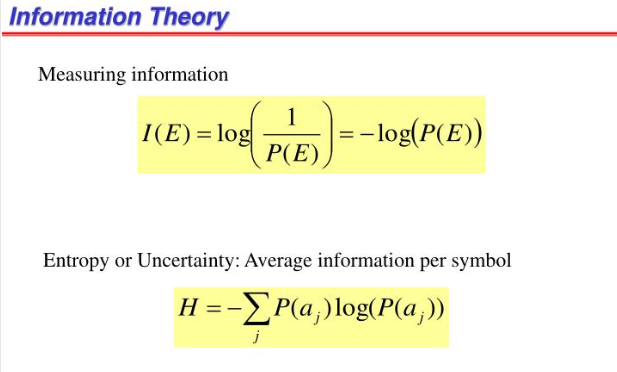 Information Theory
Measuring information
I(E) = log(1/P(E)) = −log(P(E))
Entropy or Uncertainty: Average information per symbol
H = −∑_j P(a_j)log(P(a_j))